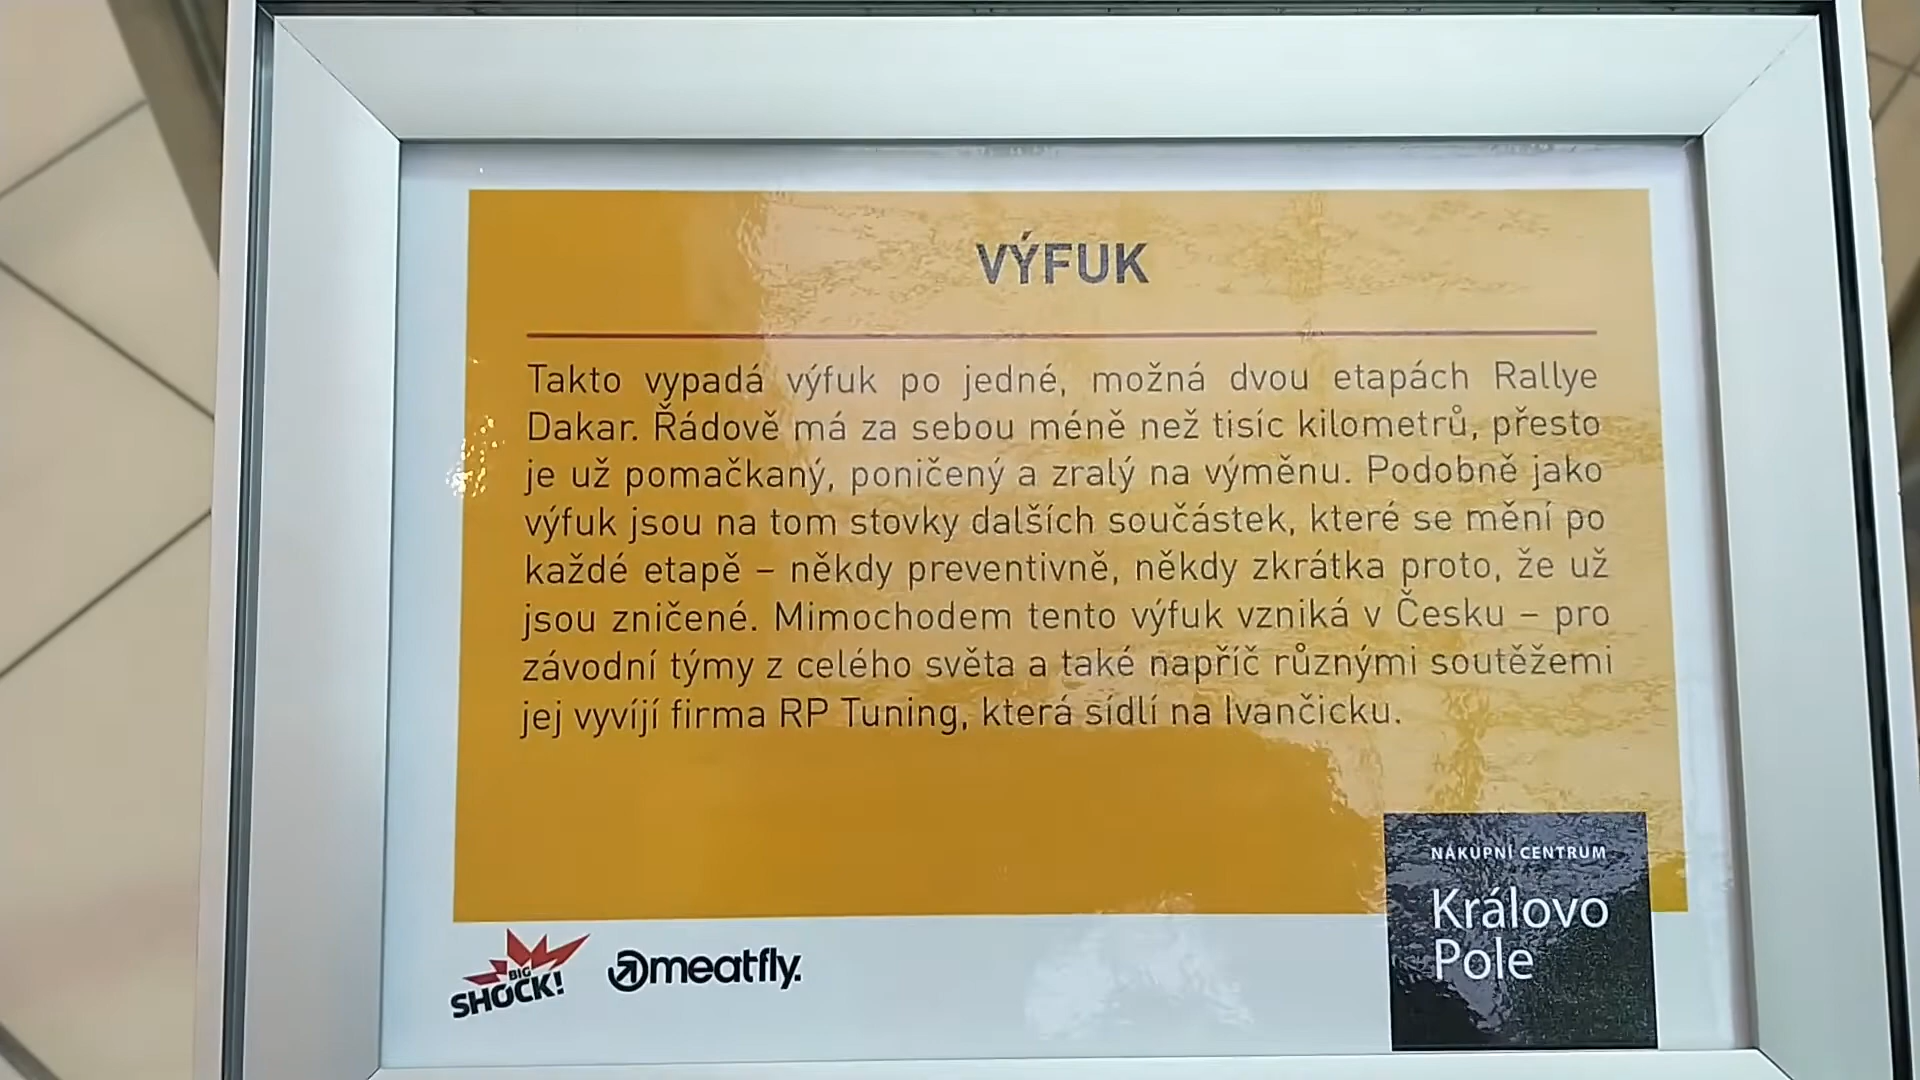 VÝFUK
Takto vypadá výfuk po jedné, možná dvou etapách Rallye
Dakar. Řádově má za sebou méně než tisíc kilometrů, přesto
je už pomačkaný, poničený a zralý na výměnu. Podobně jako
výfuk jsou na tom stovky dalších součástek, které se mění po
každé etapě – někdy preventivně, někdy zkrátka proto, že už
jsou zničené. Mimochodem tento výfuk vzniká v Česku – pro
závodní týmy z celého světa a také napříč různými soutěžemi
jej vyvíjí firma RP Tuning, která sídlí na Ivančicku.
NÁKUPNÍ CENTRUM
Královo
Pole
BIG
SHOCK!
meatfly.